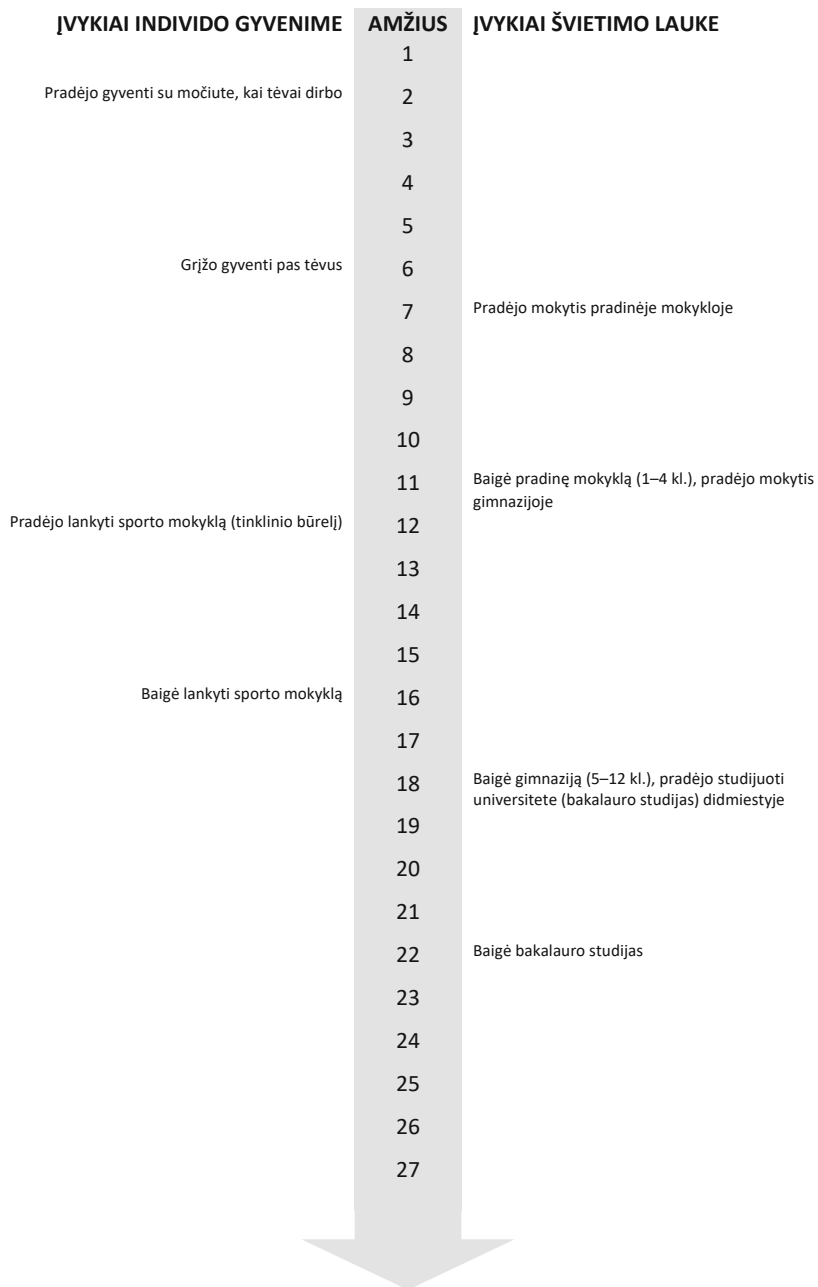 ĮVYKIAI INDIVIDO GYVENIME AMŽIUS ĮVYKIAI ŠVIETIMO LAUKE
1
Pradėjo gyventi su močiute, kai tėvai dirbo 2
3
4
5
Grįžo gyventi pas tėvus 6
7 Pradėjo mokytis pradinėje mokykloje
8
9
10
11 Baigė pradinę mokyklą (1–4 kl.), pradėjo mokytis
gimnazijoje
Pradėjo lankyti sporto mokyklą (tinklinio būrelį) 12
13
14
15
Baigė lankyti sporto mokyklą 16
17
18 Baigė gimnaziją (5–12 kl.), pradėjo studijuoti
universitete (bakalauro studijas) didmiestyje
19
20
21
22 Baigė bakalauro studijas
23
24
25
26
27